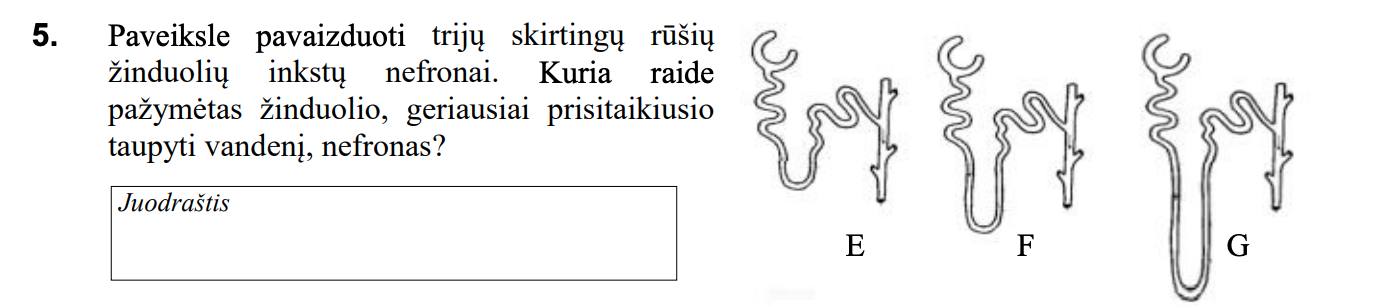 5. Paveiksle pavaizduoti trijų skirtingų rūšių
žinduolių inkstų nefronai. Kuria raide
pažymėtas žinduolio, geriausiai prisitaikiusio
taupyti vandenį, nefronas?
Juodraštis
E F G